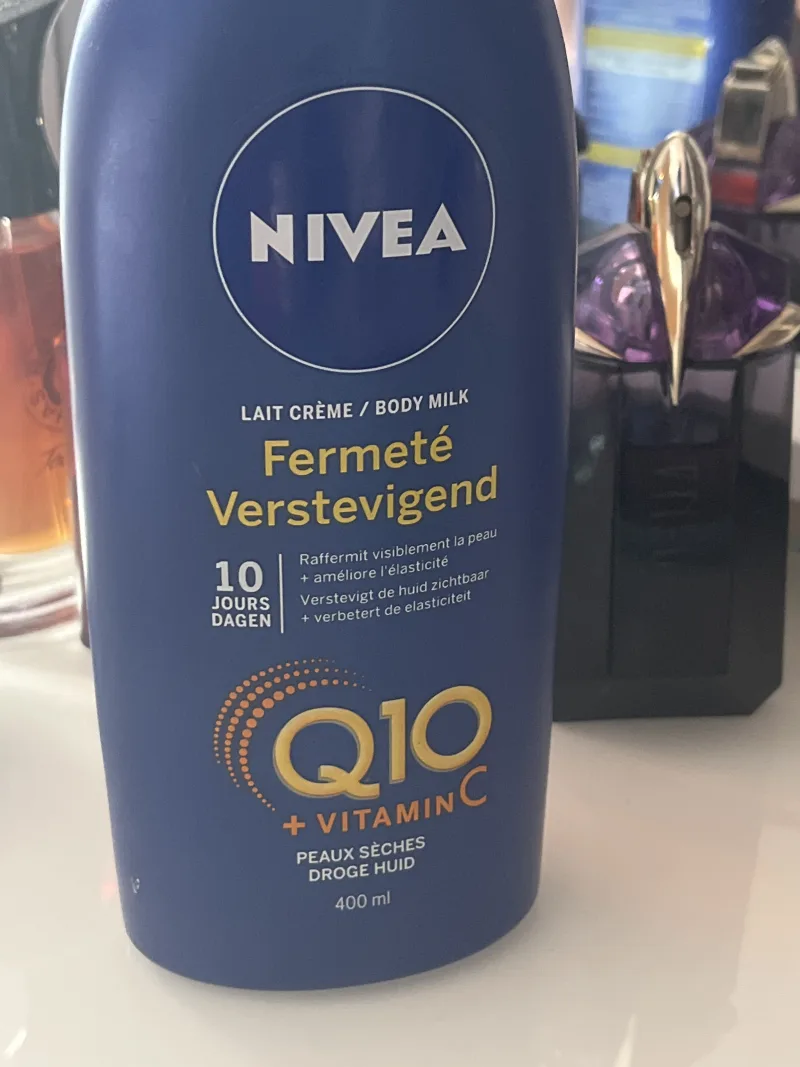 NIVEA
LAIT CRÈME / BODY MILK
Fermeté
Verstevigend
10
JOURS
DAGEN
Raffermit visiblement la peau
+ améliore l'élasticité
Verstevigt de huid zichtbaar
+ verbetert de elasticiteit
Q10
+ VITAMIN C
PEAUX SÈCHES
DROGE HUID
400 ml